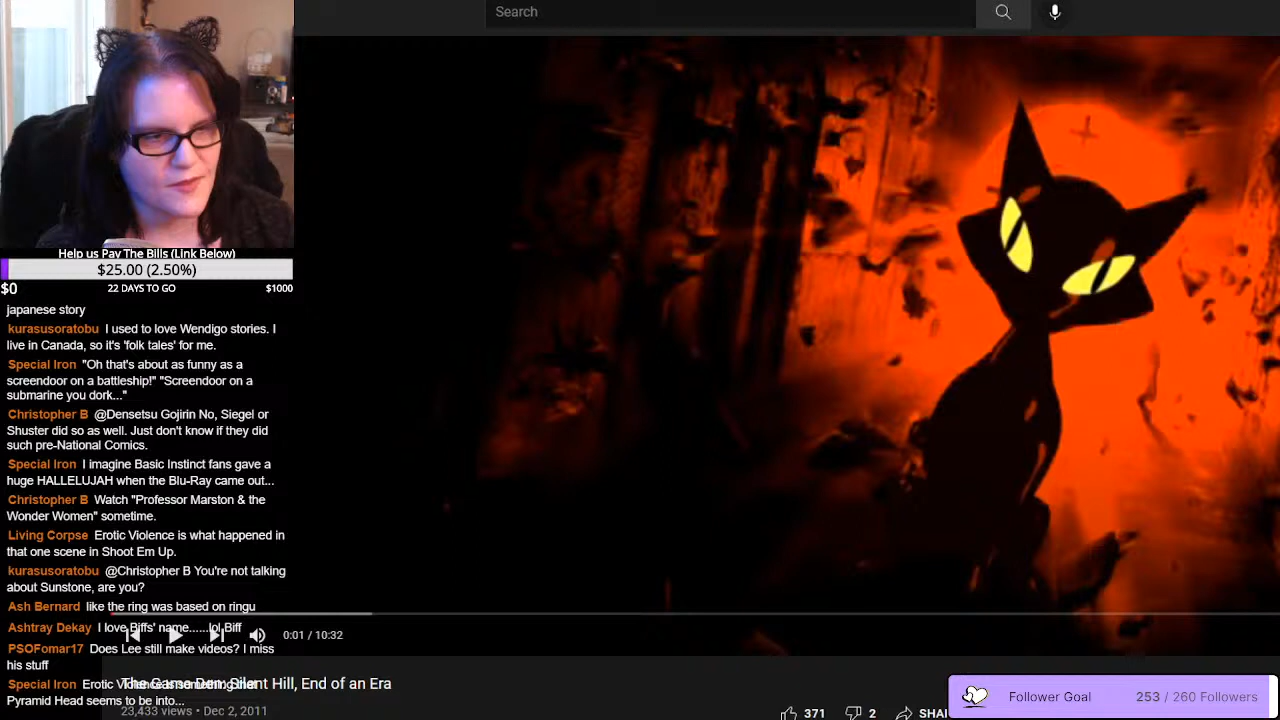 Search
Help us Pay The Bills (Link Below)
$25.00 (2.50%)
$0 22 DAYS TO GO $1000
japanese story
kurasusoratobu I used to love Wendigo stories. I
live in Canada, so it's 'folk tales' for me.
Special Iron "Oh that's about as funny as a
screendoor on a battleship!" "Screendoor on a
submarine you dork..."
Christopher B @Densetsu Gojirin No, Siegel or
Shuster did so as well. Just don't know if they did
such pre-National Comics.
Special Iron I imagine Basic Instinct fans gave a
huge HALLELUJAH when the Blu-Ray came out...
Christopher B Watch "Professor Marston & the
Wonder Women" sometime.
Living Corpse Erotic Violence is what happened in
that one scene in Shoot Em Up.
kurasusoratobu @Christopher B You're not talking
about Sunstone, are you?
Ash Bernard like the ring was based on ringu
Ashtray Dekay I love Biffs' name......lol Biff
PSOFomar17 Does Lee still make videos? I miss
his stuff
Special Iron Erotic Violence is something that
Pyramid Head seems to be into...
0:01 / 10:32
The Game Den: Silent Hill, End of an Era
23,433 views • Dec 2, 2011
371
2
SHA
Follower Goal 253 / 260 Followers